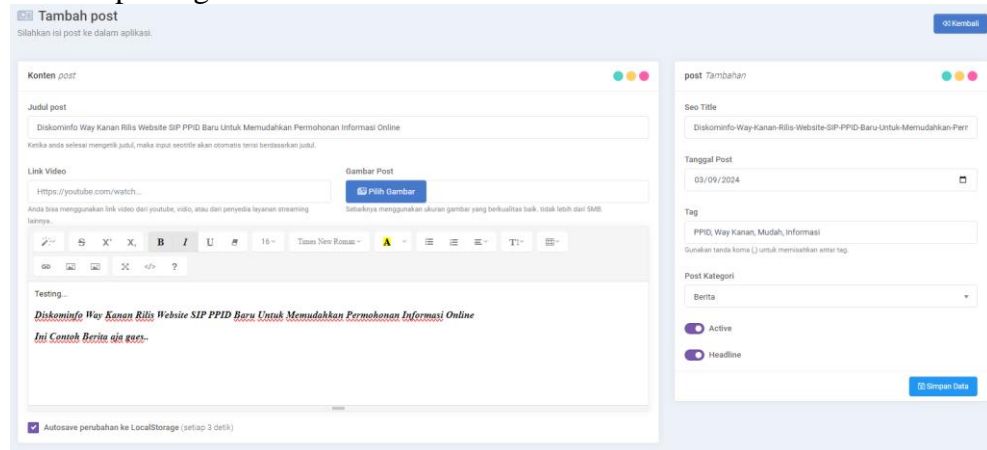 Tambah post
Silahkan isi post ke dalam aplikasi.
Kembali
Konten post
Judul post
Diskominfo Way Kanan Rilis Website SIP PPID Baru Untuk Memudahkan Permohonan Informasi Online
Ketika anda selesai mengetik judul, maka input seotitle akan otomatis terisi berdasarkan judul.
Link Video
Gambar Post
Https://youtube.com/watch...
Pilih Gambar
Anda bisa menggunakan link video dari youtube, vidio, atau dari penyedia layanan streaming
lainnya.
Sebaiknya menggunakan ukuran gambar yang berkualitas baik. tidak lebih dari 5MB.
S X X, B I U 16 Times New Roman A T
</> ?
Testing...
Diskominfo Way Kanan Rilis Website SIP PPID Baru Untuk Memudahkan Permohonan Informasi Online
Ini Contoh Berita aja gaes..
Autosave perubahan ke LocalStorage (setiap 3 detik)
post Tambahan
Seo Title
Diskominfo-Way-Kanan-Rilis-Website-SIP-PPID-Baru-Untuk-Memudahkan-Perr
Tanggal Post
03/09/2024
Tag
PPID, Way Kanan, Mudah, Informasi
Gunakan tanda koma (,) untuk memisahkan antar tag.
Post Kategori
Berita
Active
Headline
Simpan Data